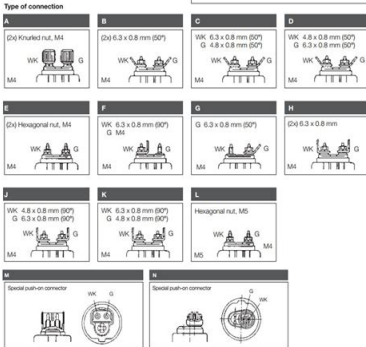 Type of connection
A
B
C
D
(2x) Knurled nut, M4
(2x) 6.3 x 0.8 mm (50°)
WK 6.3 x 0.8 mm (50°)
G 4.8 x 0.8 mm (50°)
WK 4.8 x 0.8 mm (50°)
G 6.3 x 0.8 mm (50°)
WK G
WK G
WK G
WK G
M4
M4
M4
M4
E
F
G
H
(2x) Hexagonal nut, M4
WK 6.3 x 0.8 mm (90°)
G M4
G 6.3 x 0.8 mm (50°)
(2x) 6.3 x 0.8 mm
WK G
WK G
WK G
WK G
M4
M4
M4
M4
J
K
L
WK 4.8 x 0.8 mm (90°)
G 6.3 x 0.8 mm (90°)
WK 6.3 x 0.8 mm (90°)
G 4.8 x 0.8 mm (90°)
Hexagonal nut, M5
WK G
WK G
WK G
M4
M4
M5
M4
M
N
Special push-on connector
Special push-on connector
WK G
G
WK